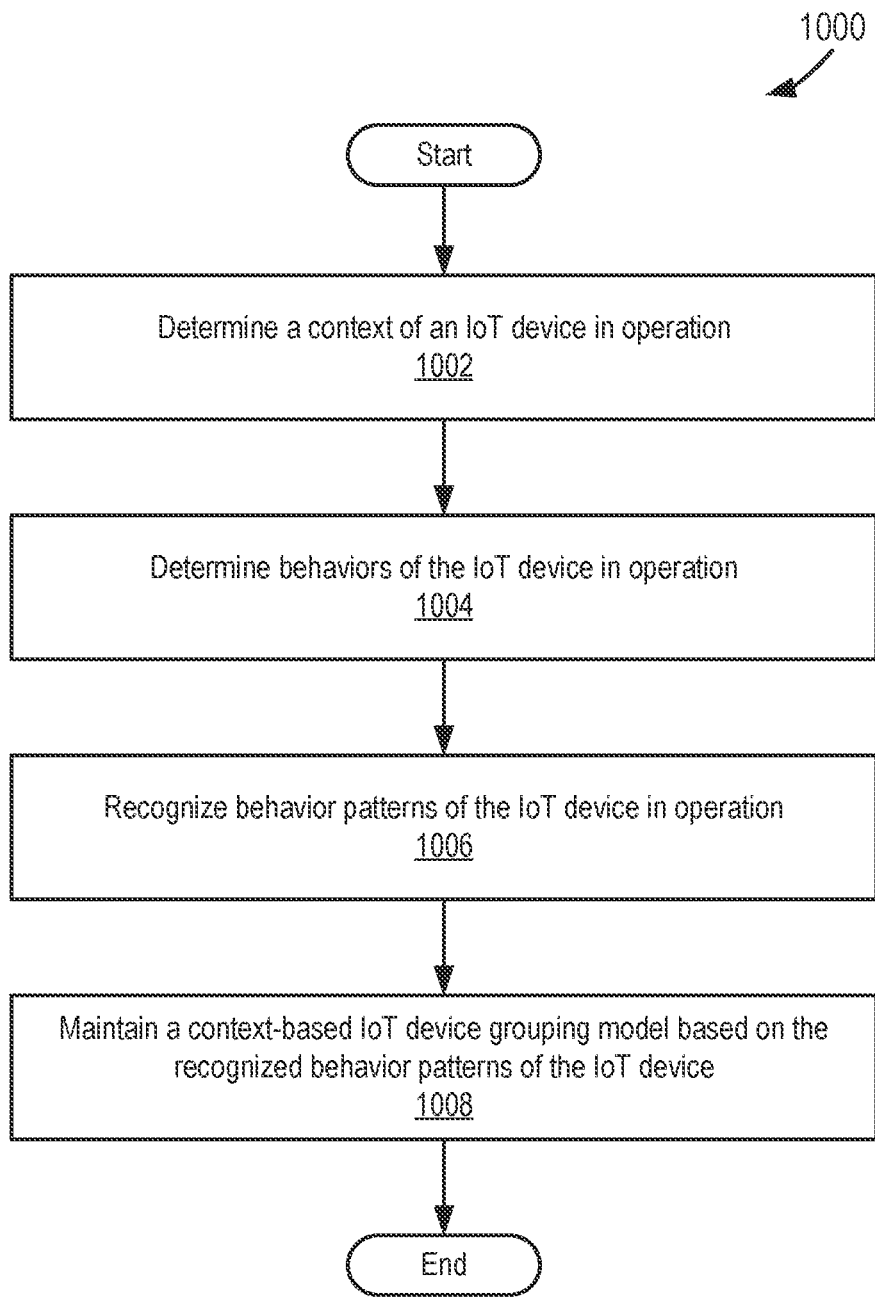 1000
Start
Determine a context of an IoT device in operation
1002
Determine behaviors of the IoT device in operation
1004
Recognize behavior patterns of the IoT device in operation
1006
Maintain a context-based IoT device grouping model based on the
recognized behavior patterns of the IoT device
1008
End